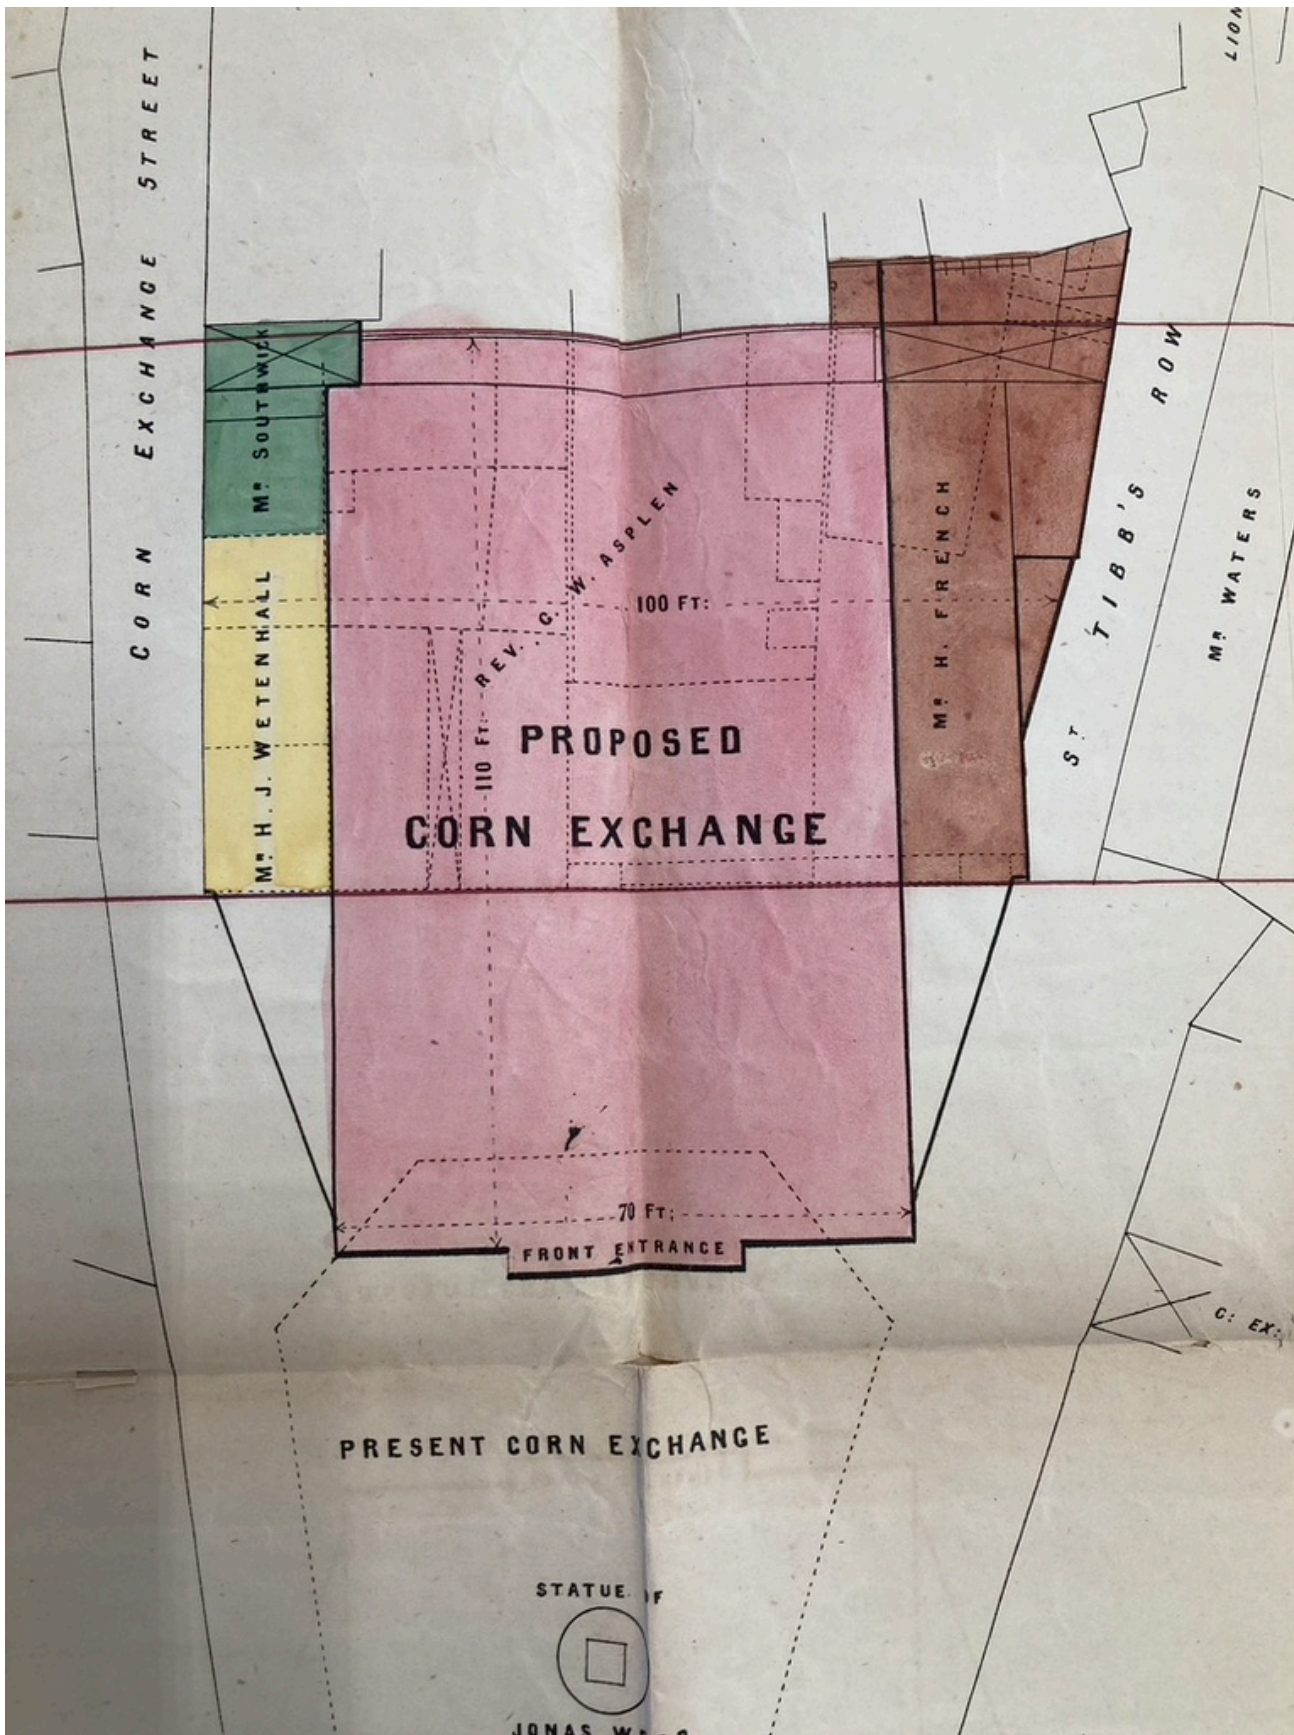 CORN EXCHANGE STREET
LION
Mᴿ SOUTHWICK
Mᴿ H. J. WETENHALL
REV. G. W. ASPLEN
100 FT:
110 FT:
PROPOSED
CORN EXCHANGE
Mᴿ H. FRENCH
Sᵀ TIBB'S ROW
Mᴿ WATERS
70 FT;
FRONT ENTRANCE
C: EX:
PRESENT CORN EXCHANGE
STATUE OF
JONAS